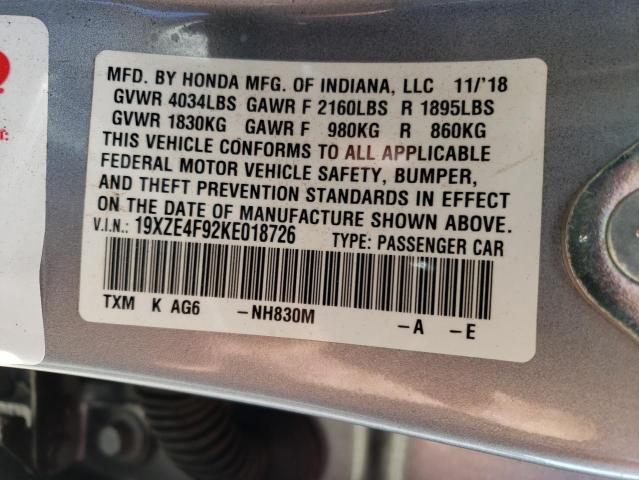 MFD. BY HONDA MFG. OF INDIANA, LLC 11/'18
GVWR 4034LBS GAWR F 2160LBS R 1895LBS
GVWR 1830KG GAWR F 980KG R 860KG
THIS VEHICLE CONFORMS TO ALL APPLICABLE
FEDERAL MOTOR VEHICLE SAFETY, BUMPER,
AND THEFT PREVENTION STANDARDS IN EFFECT
ON THE DATE OF MANUFACTURE SHOWN ABOVE.
V.I.N.: 19XZE4F92KE018726 TYPE: PASSENGER CAR
TXM K AG6 -NH830M -A -E